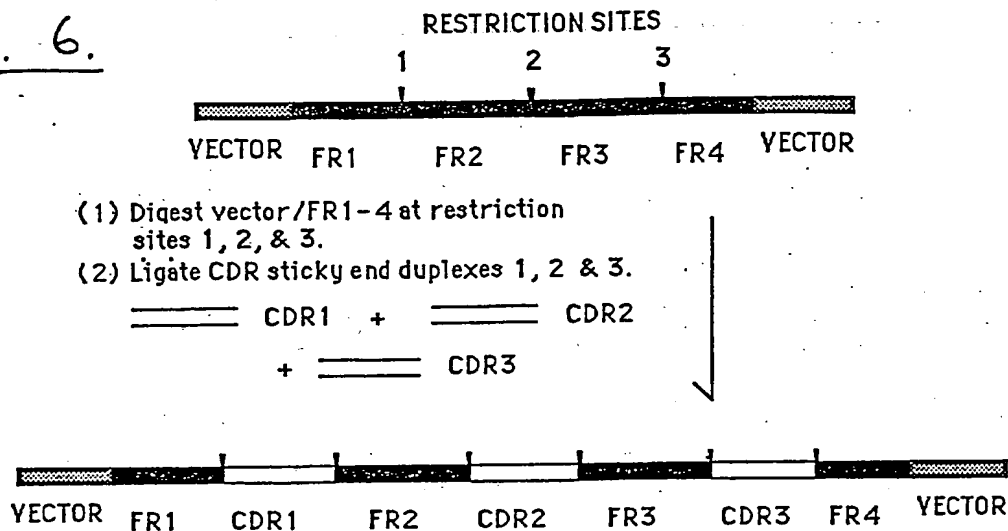 . 6.
RESTRICTION SITES
1 2 3
VECTOR FR1 FR2 FR3 FR4 VECTOR
(1) Digest vector/FR1-4 at restriction
sites 1, 2, & 3.
(2) Ligate CDR sticky end duplexes 1, 2 & 3.
CDR1 + CDR2
+ CDR3
VECTOR FR1 CDR1 FR2 CDR2 FR3 CDR3 FR4 VECTOR